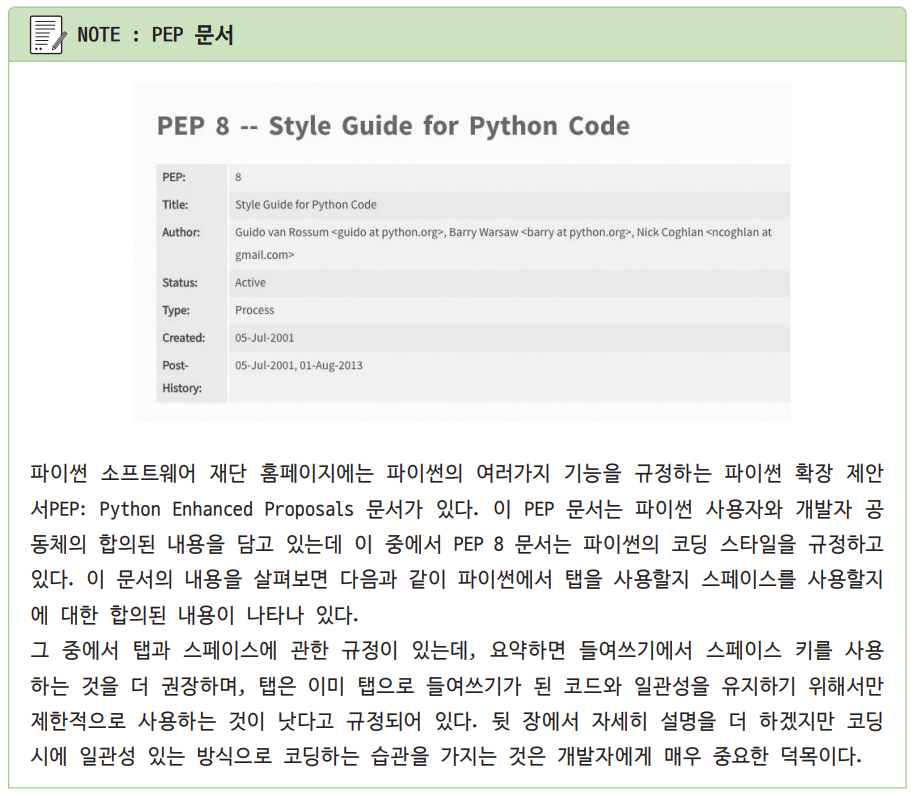 NOTE : PEP 문서
PEP 8 -- Style Guide for Python Code
PEP: 8
Title: Style Guide for Python Code
Author: Guido van Rossum <guido at python.org>, Barry Warsaw <barry at python.org>, Nick Coghlan <ncoghlan at
gmail.com>
Status: Active
Type: Process
Created: 05-Jul-2001
Post- 05-Jul-2001, 01-Aug-2013
History:
파이썬 소프트웨어 재단 홈페이지에는 파이썬의 여러가지 기능을 규정하는 파이썬 확장 제안
서PEP: Python Enhanced Proposals 문서가 있다. 이 PEP 문서는 파이썬 사용자와 개발자 공
동체의 합의된 내용을 담고 있는데 이 중에서 PEP 8 문서는 파이썬의 코딩 스타일을 규정하고
있다. 이 문서의 내용을 살펴보면 다음과 같이 파이썬에서 탭을 사용할지 스페이스를 사용할지
에 대한 합의된 내용이 나타나 있다.
그 중에서 탭과 스페이스에 관한 규정이 있는데, 요약하면 들여쓰기에서 스페이스 키를 사용
하는 것을 더 권장하며, 탭은 이미 탭으로 들여쓰기가 된 코드와 일관성을 유지하기 위해서만
제한적으로 사용하는 것이 낫다고 규정되어 있다. 뒷 장에서 자세히 설명을 더 하겠지만 코딩
시에 일관성 있는 방식으로 코딩하는 습관을 가지는 것은 개발자에게 매우 중요한 덕목이다.